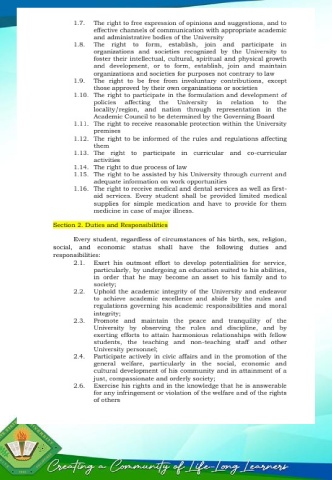 1.7. The right to free expression of opinions and suggestions, and to
effective channels of communication with appropriate academic
and administrative bodies of the University
1.8. The right to form, establish, join and participate in
organizations and societies recognized by the University to
foster their intellectual, cultural, spiritual and physical growth
and development, or to form, establish, join and maintain
organizations and societies for purposes not contrary to law
1.9. The right to be free from involuntary contributions, except
those approved by their own organizations or societies
1.10. The right to participate in the formulation and development of
policies affecting the University in relation to the
locality/region, and nation through representation in the
Academic Council to be determined by the Governing Board
1.11. The right to receive reasonable protection within the University
premises
1.12. The right to be informed of the rules and regulations affecting
them
1.13. The right to participate in curricular and co-curricular
activities
1.14. The right to due process of law
1.15. The right to be assisted by his University through current and
adequate information on work opportunities
1.16. The right to receive medical and dental services as well as first-
aid services. Every student shall be provided limited medical
supplies for simple medication and have to provide for them
medicine in case of major illness.
Section 2. Duties and Responsibilities
Every student, regardless of circumstances of his birth, sex, religion,
social, and economic status shall have the following duties and
responsibilities:
2.1. Exert his outmost effort to develop potentialities for service,
particularly, by undergoing an education suited to his abilities,
in order that he may become an asset to his family and to
society;
2.2. Uphold the academic integrity of the University and endeavor
to achieve academic excellence and abide by the rules and
regulations governing his academic responsibilities and moral
integrity;
2.3. Promote and maintain the peace and tranquility of the
University by observing the rules and discipline, and by
exerting efforts to attain harmonious relationships with fellow
students, the teaching and non-teaching staff and other
University personnel;
2.4. Participate actively in civic affairs and in the promotion of the
general welfare, particularly in the social, economic and
cultural development of his community and in attainment of a
just, compassionate and orderly society;
2.6. Exercise his rights and in the knowledge that he is answerable
for any infringement or violation of the welfare and of the rights
of others
Creating a Community of Life-Long Learners